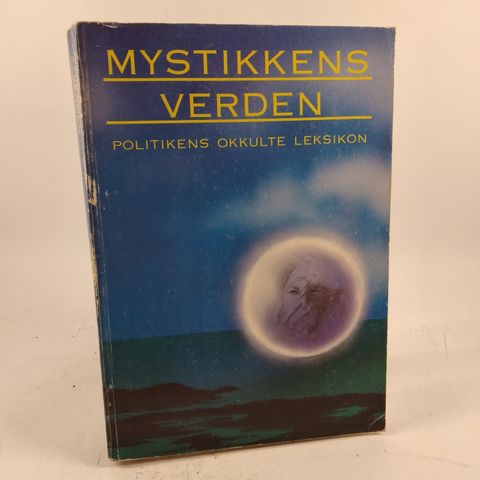 MYSTIKKENS
VERDEN
POLITIKENS OKKULTE LEKSIKON